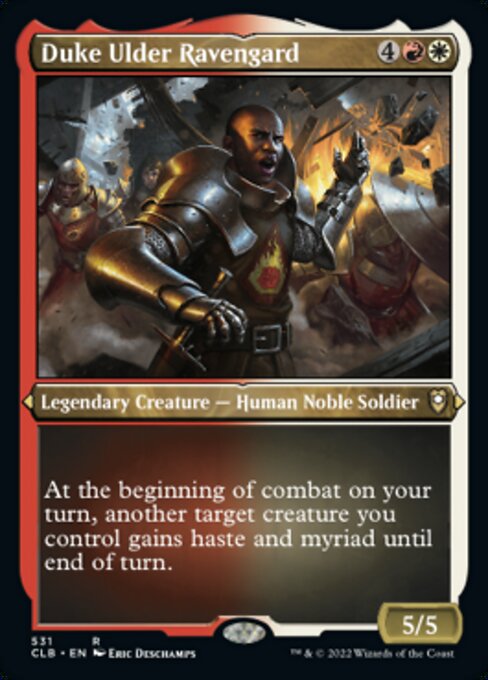 Duke Ulder Ravengard 4
Legendary Creature — Human Noble Soldier
At the beginning of combat on your
turn, another target creature you
control gains haste and myriad until
end of turn.
5/5
531 R
CLB • EN Eric Deschamps
™ & © 2022 Wizards of the Coast